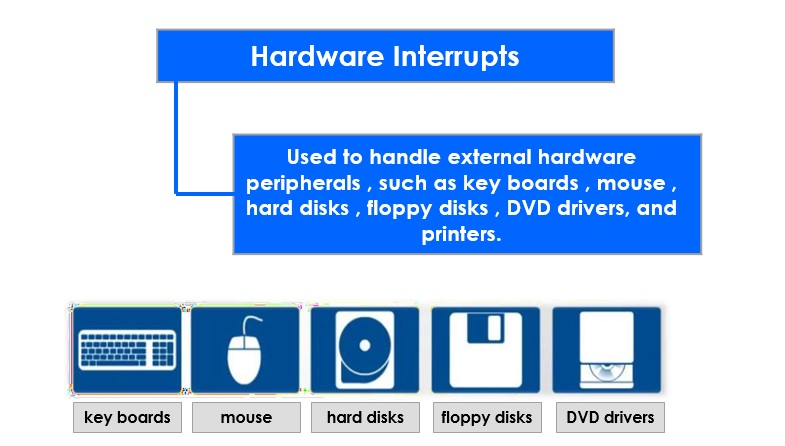 Hardware Interrupts
Used to handle external hardware
peripherals , such as key boards , mouse ,
hard disks , floppy disks , DVD drivers, and
printers.
key boards
mouse
hard disks
floppy disks
DVD drivers